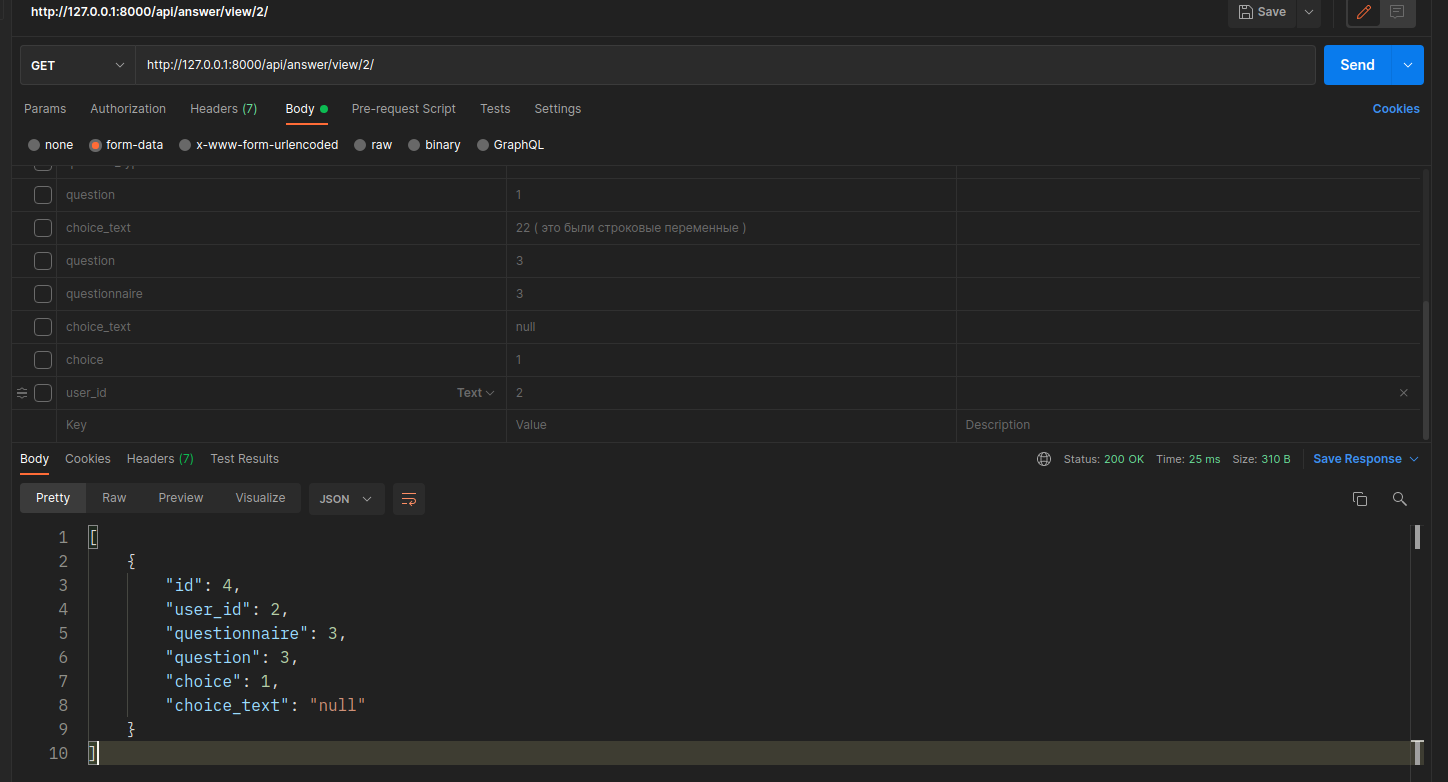 http://127.0.0.1:8000/api/answer/view/2/
Save
GET http://127.0.0.1:8000/api/answer/view/2/ Send
Params Authorization Headers (7) Body Pre-request Script Tests Settings Cookies
none form-data x-www-form-urlencoded raw binary GraphQL
question 1
choice_text 22 ( это были строковые переменные )
question 3
questionnaire 3
choice_text null
choice 1
user_id Text 2
Key Value Description
Body Cookies Headers (7) Test Results Status: 200 OK Time: 25 ms Size: 310 B Save Response
Pretty Raw Preview Visualize JSON
1 [
2 {
3 "id": 4,
4 "user_id": 2,
5 "questionnaire": 3,
6 "question": 3,
7 "choice": 1,
8 "choice_text": "null"
9 }
10 ]